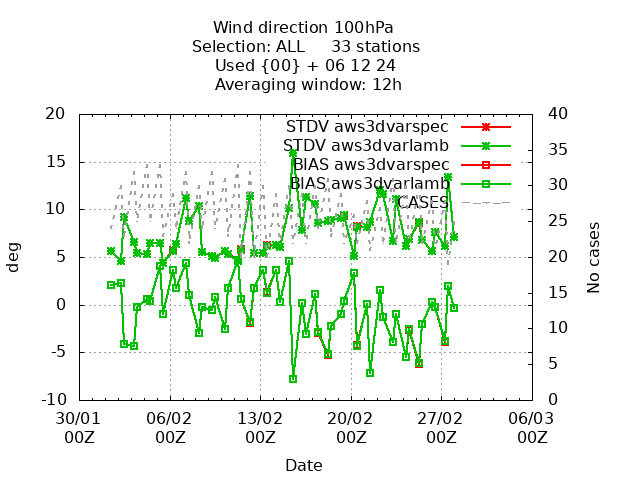 Wind direction 100hPa
Selection: ALL 33 stations
Used {00} + 06 12 24
Averaging window: 12h
STDV aws3dvarspec
STDV aws3dvarlamb
BIAS aws3dvarspec
BIAS aws3dvarlamb
CASES
20
15
10
5
0
-5
-10
deg
40
35
30
25
20
15
10
5
0
No cases
30/01 06/02 13/02 20/02 27/02 06/03
00Z 00Z 00Z 00Z 00Z 00Z
Date